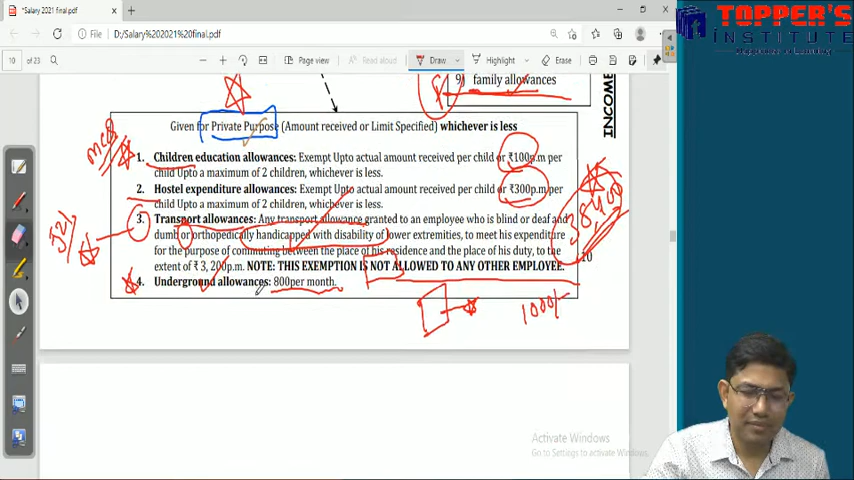 *Salary 2021 final.pdf
File
D:/Salary%202021%20final.pdf
TOPPER'S
INSTITUTE
10
of 23
Page view
Read aloud
Draw
Highlight
Erase
9) family allowances
INCOME
Given for Private Purpose (Amount received or Limit Specified) whichever is less
MCQ
1. Children education allowances: Exempt Upto actual amount received per child or ₹100p.m per
child Upto a maximum of 2 children, whichever is less.
2. Hostel expenditure allowances: Exempt Upto actual amount received per child or ₹300p.m per
child Upto a maximum of 2 children, whichever is less.
3. Transport allowances: Any transport allowance granted to an employee who is blind or deaf and
dumb or orthopedically handicapped with disability of lower extremities, to meet his expenditure
for the purpose of commuting between the place of his residence and the place of his duty, to the
extent of ₹ 3, 200p.m. NOTE: THIS EXEMPTION IS NOT ALLOWED TO ANY OTHER EMPLOYEE.
4. Underground allowances: 800per month.
38400
10
1000/-
Activate Windows
Go to Settings to activate Windows.